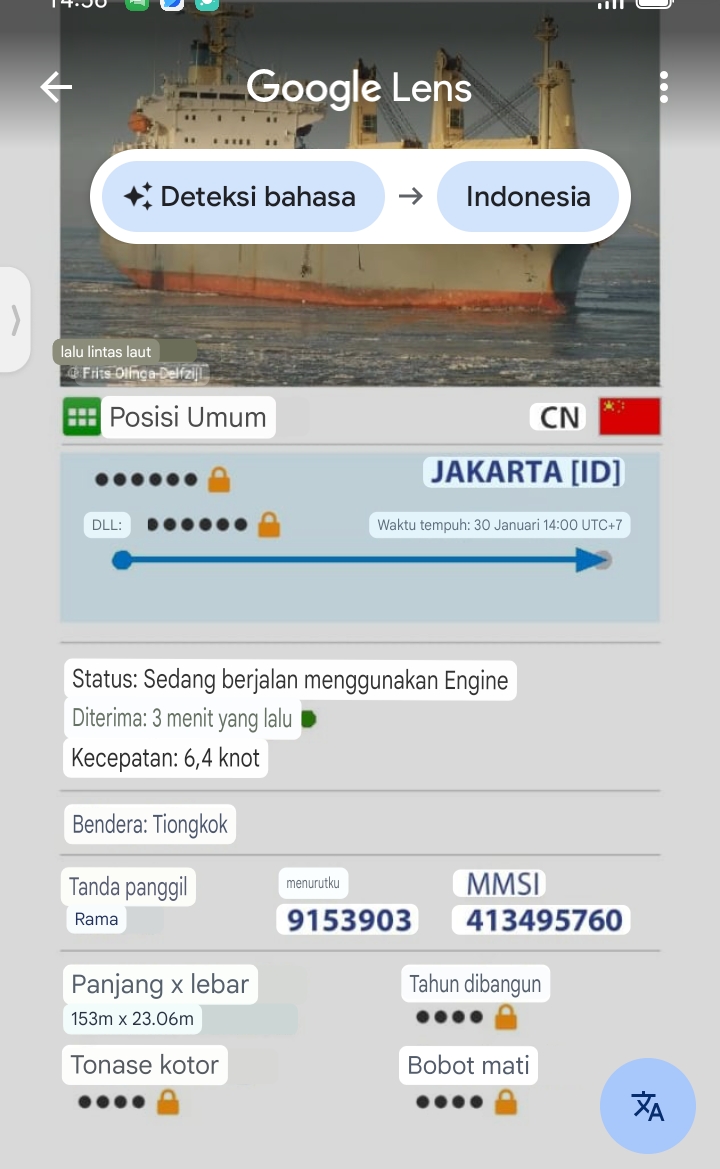 14:56
Google Lens
Deteksi bahasa → Indonesia
lalu lintas laut
© Frits Olinga-Delfzijl
Posisi Umum
CN
JAKARTA [ID]
DLL:
Waktu tempuh: 30 Januari 14:00 UTC+7
Status: Sedang berjalan menggunakan Engine
Diterima: 3 menit yang lalu
Kecepatan: 6,4 knot
Bendera: Tiongkok
Tanda panggil
menurutku
MMSI
Rama
9153903
413495760
Panjang x lebar
Tahun dibangun
153m x 23.06m
Tonase kotor
Bobot mati